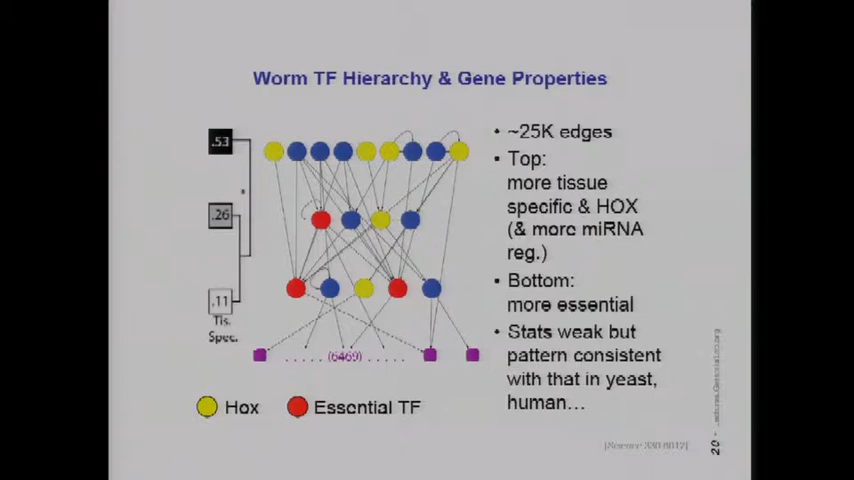 Worm TF Hierarchy & Gene Properties
.53
.26
.11
Tis.
Spec.
. . . . . (6469) . . . . .
Hox
Essential TF
• ~25K edges
• Top:
more tissue
specific & HOX
(& more miRNA
reg.)
• Bottom:
more essential
• Stats weak but
pattern consistent
with that in yeast,
human…
20 -